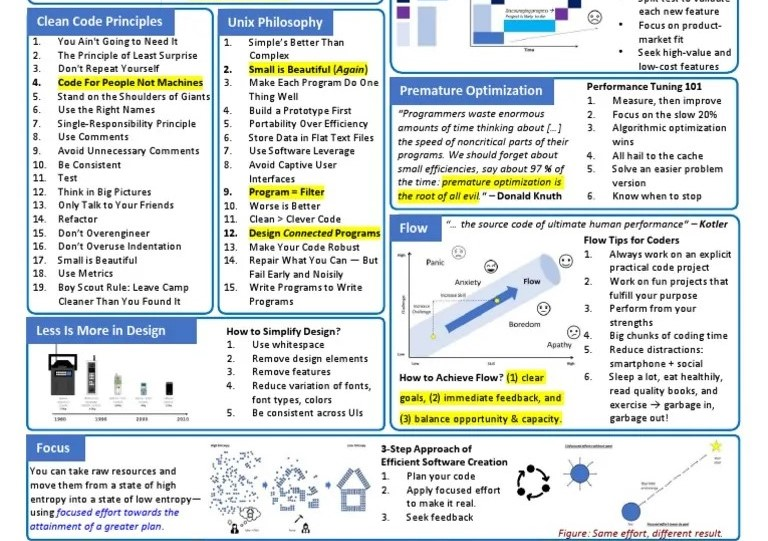 Clean Code Principles
1. You Ain't Going to Need It
2. The Principle of Least Surprise
3. Don't Repeat Yourself
4. Code For People Not Machines
5. Stand on the Shoulders of Giants
6. Use the Right Names
7. Single-Responsibility Principle
8. Use Comments
9. Avoid Unnecessary Comments
10. Be Consistent
11. Test
12. Think in Big Pictures
13. Only Talk to Your Friends
14. Refactor
15. Don't Overengineer
16. Don't Overuse Indentation
17. Small is Beautiful
18. Use Metrics
19. Boy Scout Rule: Leave Camp
Cleaner Than You Found It
Unix Philosophy
1. Simple's Better Than
Complex
2. Small is Beautiful (Again)
3. Make Each Program Do One
Thing Well
4. Build a Prototype First
5. Portability Over Efficiency
6. Store Data in Flat Text Files
7. Use Software Leverage
8. Avoid Captive User
Interfaces
9. Program = Filter
10. Worse is Better
11. Clean > Clever Code
12. Design Connected Programs
13. Make Your Code Robust
14. Repair What You Can — But
Fail Early and Noisily
15. Write Programs to Write
Programs
Discouraging progress →
Project is likely to die
Time
each new feature
• Focus on product-
market fit
• Seek high-value and
low-cost features
Premature Optimization
"Programmers waste enormous
amounts of time thinking about [...]
the speed of noncritical parts of their
programs. We should forget about
small efficiencies, say about 97 % of
the time: premature optimization is
the root of all evil." – Donald Knuth
Performance Tuning 101
1. Measure, then improve
2. Focus on the slow 20%
3. Algorithmic optimization
wins
4. All hail to the cache
5. Solve an easier problem
version
6. Know when to stop
Flow
"... the source code of ultimate human performance" – Kotler
High
Panic
Anxiety
Flow
Increase Skill
Increase
Challenge
Challenge
Boredom
Apathy
Low
Low
Skill
High
How to Achieve Flow? (1) clear
goals, (2) immediate feedback, and
(3) balance opportunity & capacity.
Flow Tips for Coders
1. Always work on an explicit
practical code project
2. Work on fun projects that
fulfill your purpose
3. Perform from your
strengths
4. Big chunks of coding time
5. Reduce distractions:
smartphone + social
6. Sleep a lot, eat healthily,
read quality books, and
exercise → garbage in,
garbage out!
Less Is More in Design
1980
1990
2000
2010
How to Simplify Design?
1. Use whitespace
2. Remove design elements
3. Remove features
4. Reduce variation of fonts,
font types, colors
5. Be consistent across UIs
Focus
You can take raw resources and
move them from a state of high
entropy into a state of low entropy—
using focused effort towards the
attainment of a greater plan.
High Entropy
Low Entropy
3-Step Approach of
Efficient Software Creation
1. Plan your code
2. Apply focused effort
to make it real.
3. Seek feedback
Figure: Same effort, different result.